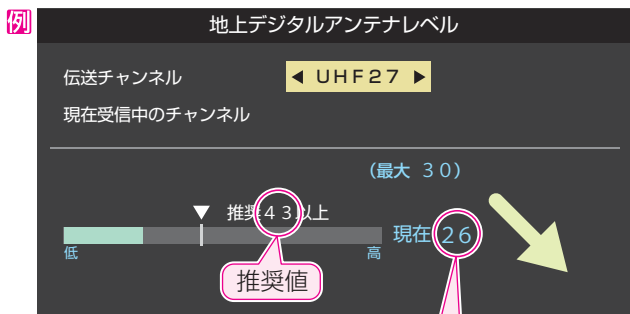 例
地上デジタルアンテナレベル
伝送チャンネル
◀ UHF27 ▶
現在受信中のチャンネル
(最大 30)
▼ 推奨43以上
現在 26
低
高
推奨値